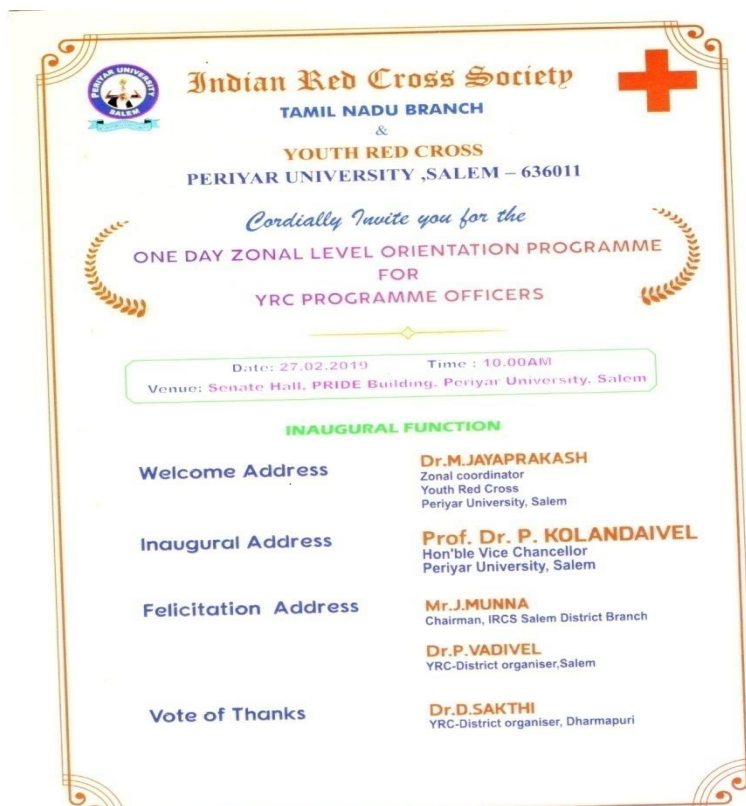 PERIYAR UNIVERSITY
SALEM
Indian Red Cross Society
TAMIL NADU BRANCH
&
YOUTH RED CROSS
PERIYAR UNIVERSITY ,SALEM – 636011
Cordially Invite you for the
ONE DAY ZONAL LEVEL ORIENTATION PROGRAMME
FOR
YRC PROGRAMME OFFICERS
Date: 27.02.2019 Time : 10.00AM
Venue: Senate Hall, PRIDE Building, Periyar University, Salem
INAUGURAL FUNCTION
Welcome Address Dr.M.JAYAPRAKASH
Zonal coordinator
Youth Red Cross
Periyar University, Salem
Inaugural Address Prof. Dr. P. KOLANDAIVEL
Hon'ble Vice Chancellor
Periyar University, Salem
Felicitation Address Mr.J.MUNNA
Chairman, IRCS Salem District Branch
Dr.P.VADIVEL
YRC-District organiser,Salem
Vote of Thanks Dr.D.SAKTHI
YRC-District organiser, Dharmapuri